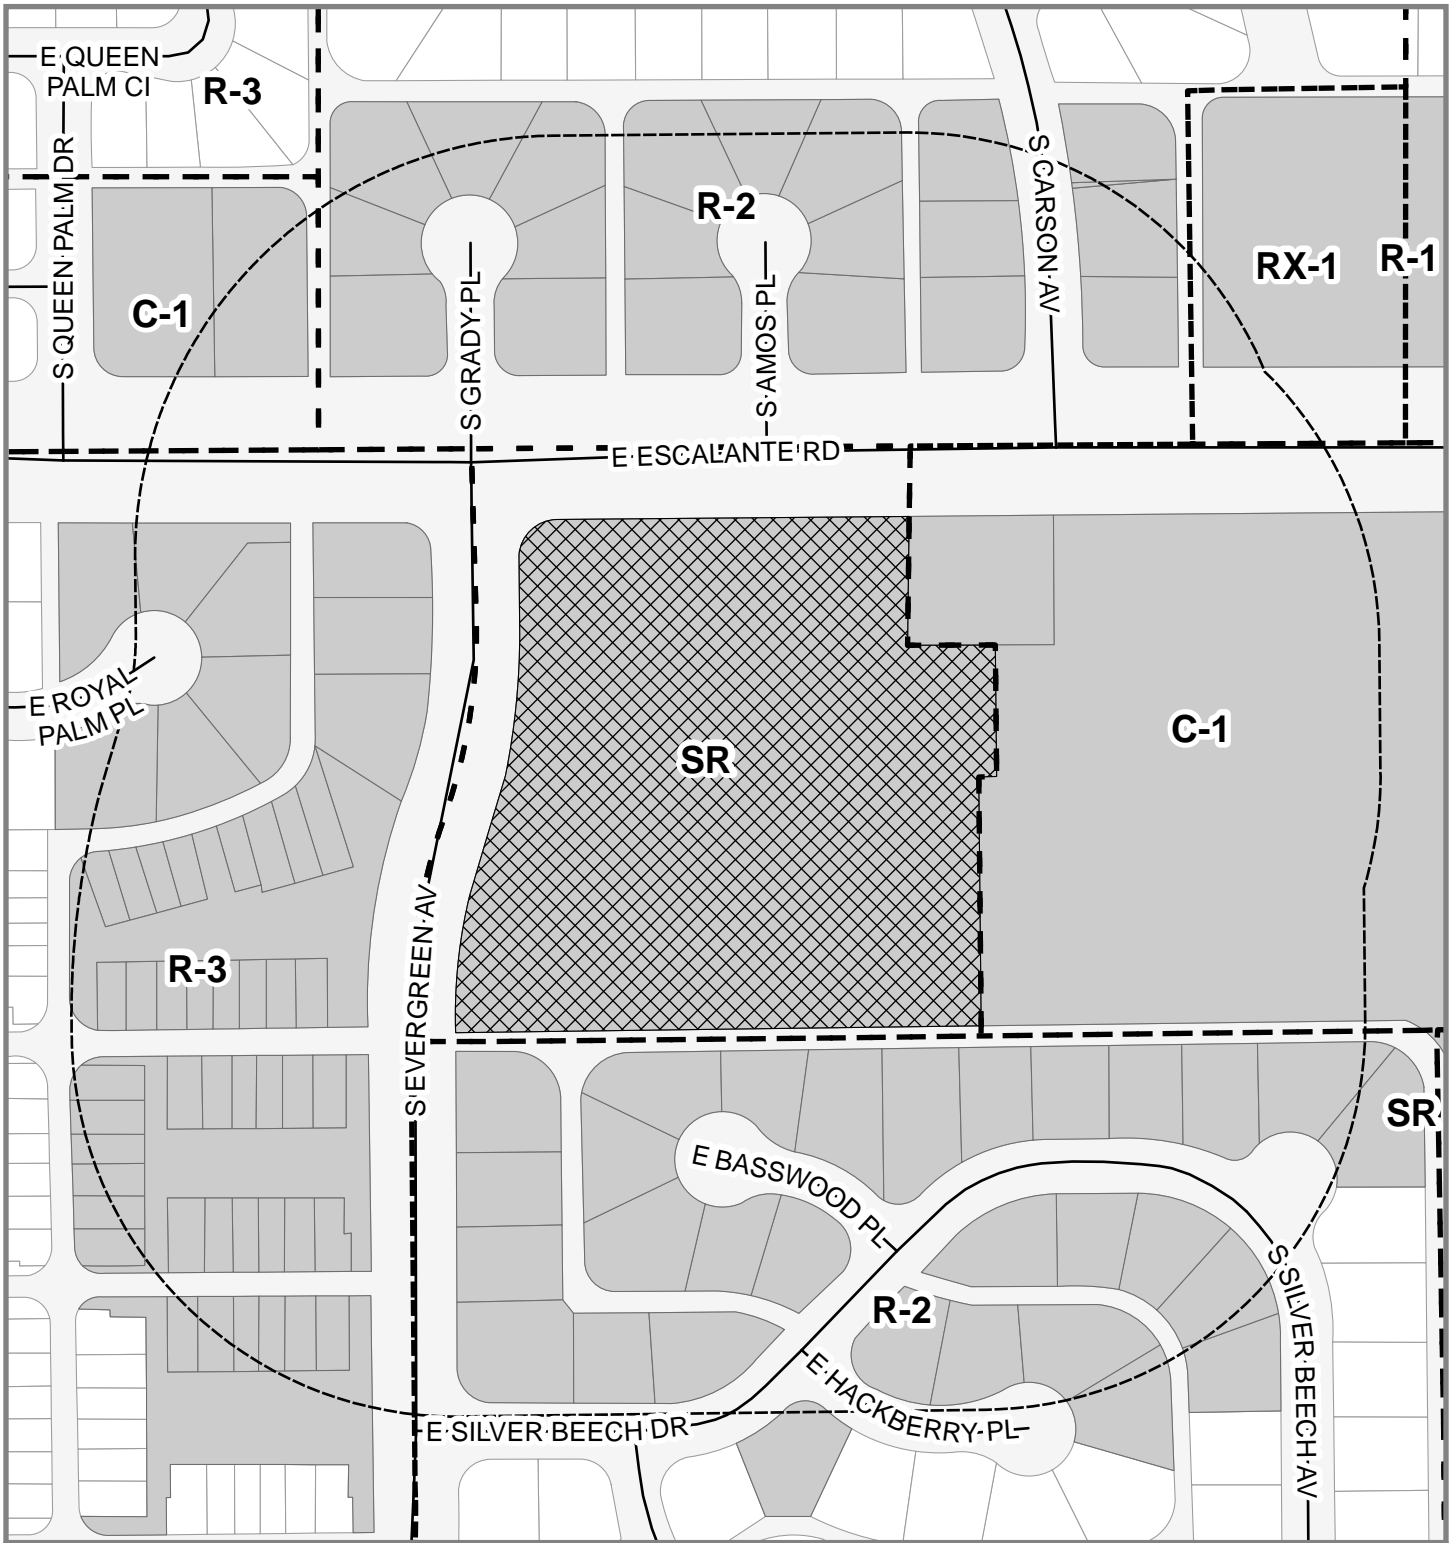 E QUEEN
PALM CI
R-3
S QUEEN PALM DR
C-1
S GRADY PL
R-2
S AMOS PL
S CARSON AV
RX-1
R-1
E ESCALANTE RD
E ROYAL
PALM PL
SR
C-1
S EVERGREEN AV
R-3
SR
E BASSWOOD PL
R-2
E HACKBERRY PL
S SILVER BEECH AV
E SILVER BEECH DR